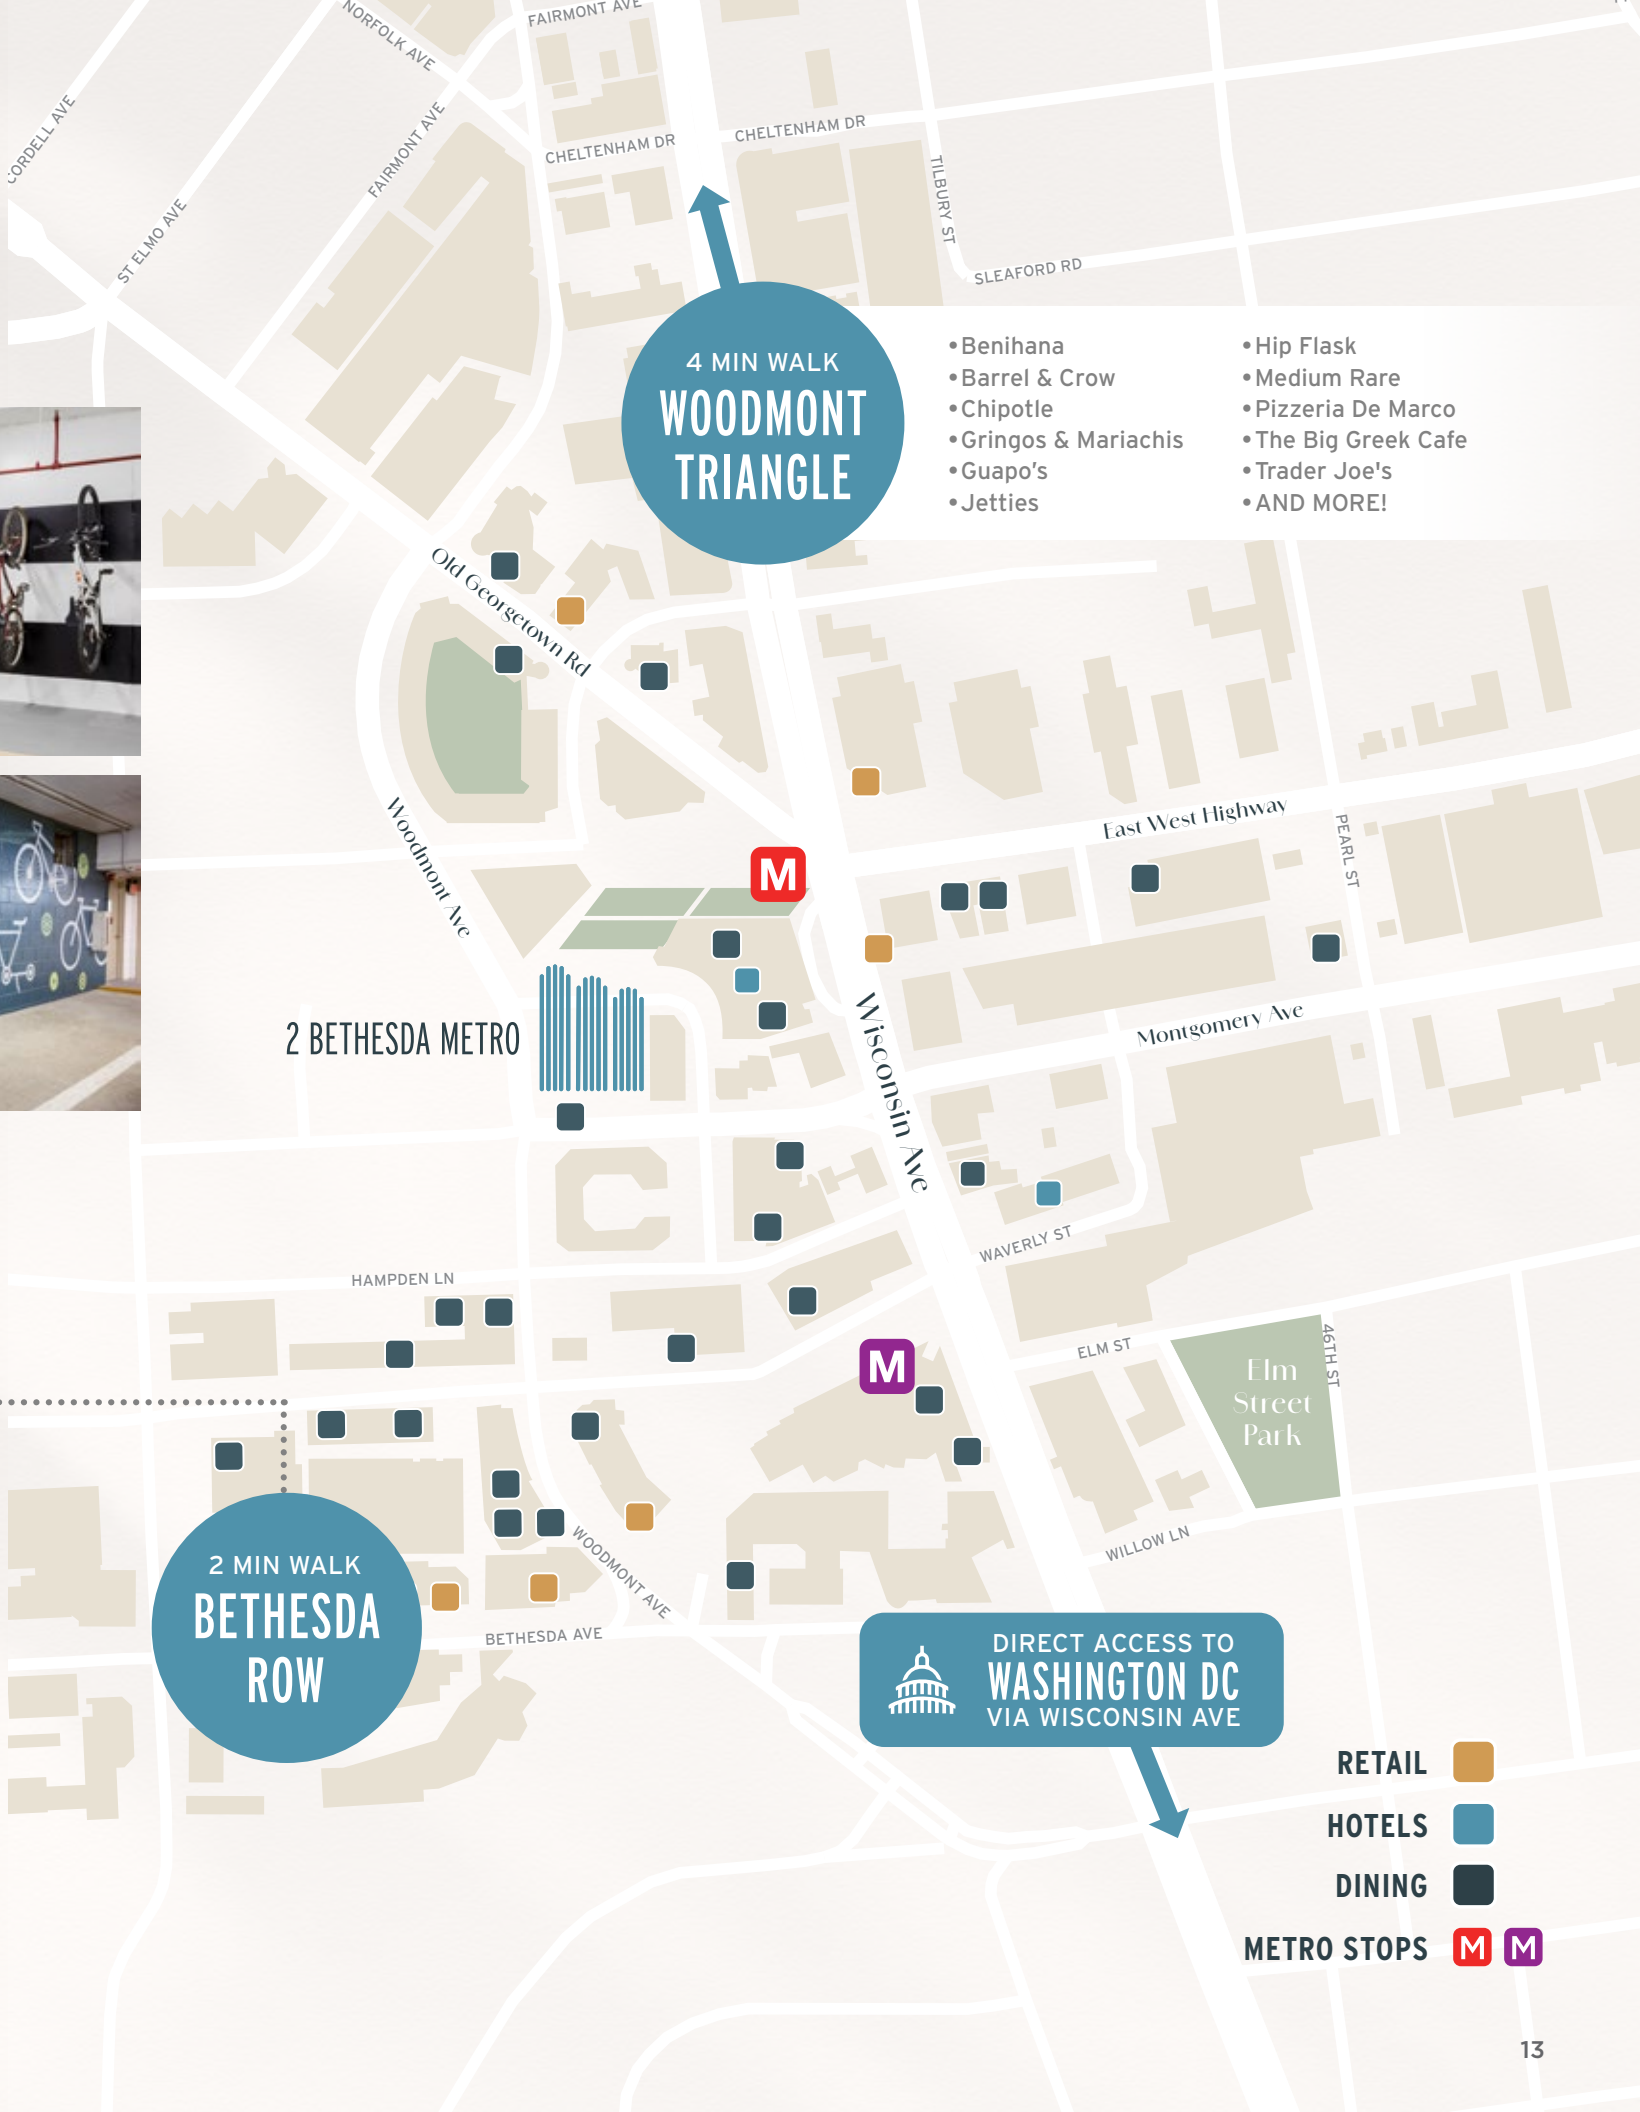 NORFOLK AVE
FAIRMONT AVE
CORDELL AVE
FAIRMONT AVE
ST ELMO AVE
CHELTENHAM DR
CHELTENHAM DR
TILBURY ST
SLEAFORD RD
4 MIN WALK
WOODMONT
TRIANGLE
•Benihana
•Barrel & Crow
•Chipotle
•Gringos & Mariachis
•Guapo’s
•Jetties
•Hip Flask
•Medium Rare
•Pizzeria De Marco
•The Big Greek Cafe
•Trader Joe's
•AND MORE!
Old Georgetown Rd
Woodmont Ave
East West Highway
PEARL ST
M
2 BETHESDA METRO
Wisconsin Ave
Montgomery Ave
WAVERLY ST
HAMPDEN LN
M
ELM ST
46TH ST
Elm
Street
Park
WILLOW LN
2 MIN WALK
BETHESDA
ROW
WOODMONT AVE
BETHESDA AVE
DIRECT ACCESS TO
WASHINGTON DC
VIA WISCONSIN AVE
RETAIL
HOTELS
DINING
METRO STOPS M M
13